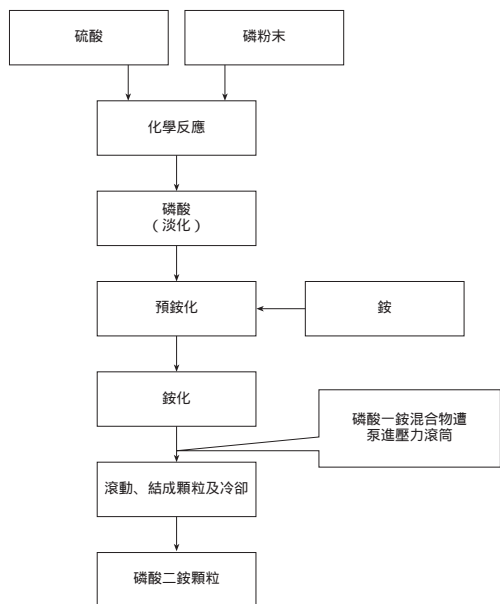 硫酸
磷粉末
化學反應
磷酸
（淡化）
預銨化
銨
銨化
磷酸一銨混合物遭
泵進壓力滾筒
滾動、結成顆粒及冷卻
磷酸二銨顆粒